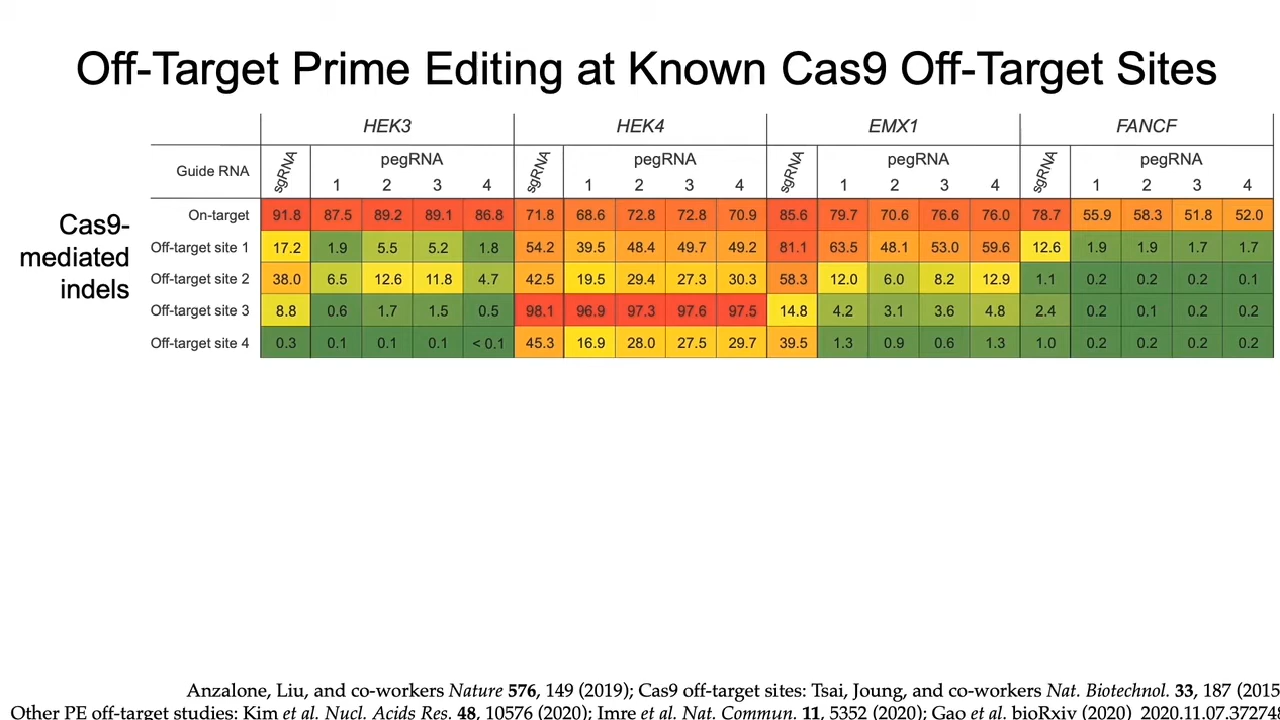 Off-Target Prime Editing at Known Cas9 Off-Target Sites
HEK3 HEK4 EMX1 FANCF
Guide RNA sgRNA pegRNA sgRNA pegRNA sgRNA pegRNA sgRNA pegRNA
1 2 3 4 1 2 3 4 1 2 3 4 1 2 3 4
Cas9-
mediated
indels
On-target 91.8 87.5 89.2 89.1 86.8 71.8 68.6 72.8 72.8 70.9 85.6 79.7 70.6 76.6 76.0 78.7 55.9 58.3 51.8 52.0
Off-target site 1 17.2 1.9 5.5 5.2 1.8 54.2 39.5 48.4 49.7 49.2 81.1 63.5 48.1 53.0 59.6 12.6 1.9 1.9 1.7 1.7
Off-target site 2 38.0 6.5 12.6 11.8 4.7 42.5 19.5 29.4 27.3 30.3 58.3 12.0 6.0 8.2 12.9 1.1 0.2 0.2 0.2 0.1
Off-target site 3 8.8 0.6 1.7 1.5 0.5 98.1 96.9 97.3 97.6 97.5 14.8 4.2 3.1 3.6 4.8 2.4 0.2 0.1 0.2 0.2
Off-target site 4 0.3 0.1 0.1 0.1 < 0.1 45.3 16.9 28.0 27.5 29.7 39.5 1.3 0.9 0.6 1.3 1.0 0.2 0.2 0.2 0.2
Anzalone, Liu, and co-workers Nature 576, 149 (2019); Cas9 off-target sites: Tsai, Joung, and co-workers Nat. Biotechnol. 33, 187 (2015
Other PE off-target studies: Kim et al. Nucl. Acids Res. 48, 10576 (2020); Imre et al. Nat. Commun. 11, 5352 (2020); Gao et al. bioRxiv (2020) 2020.11.07.37274